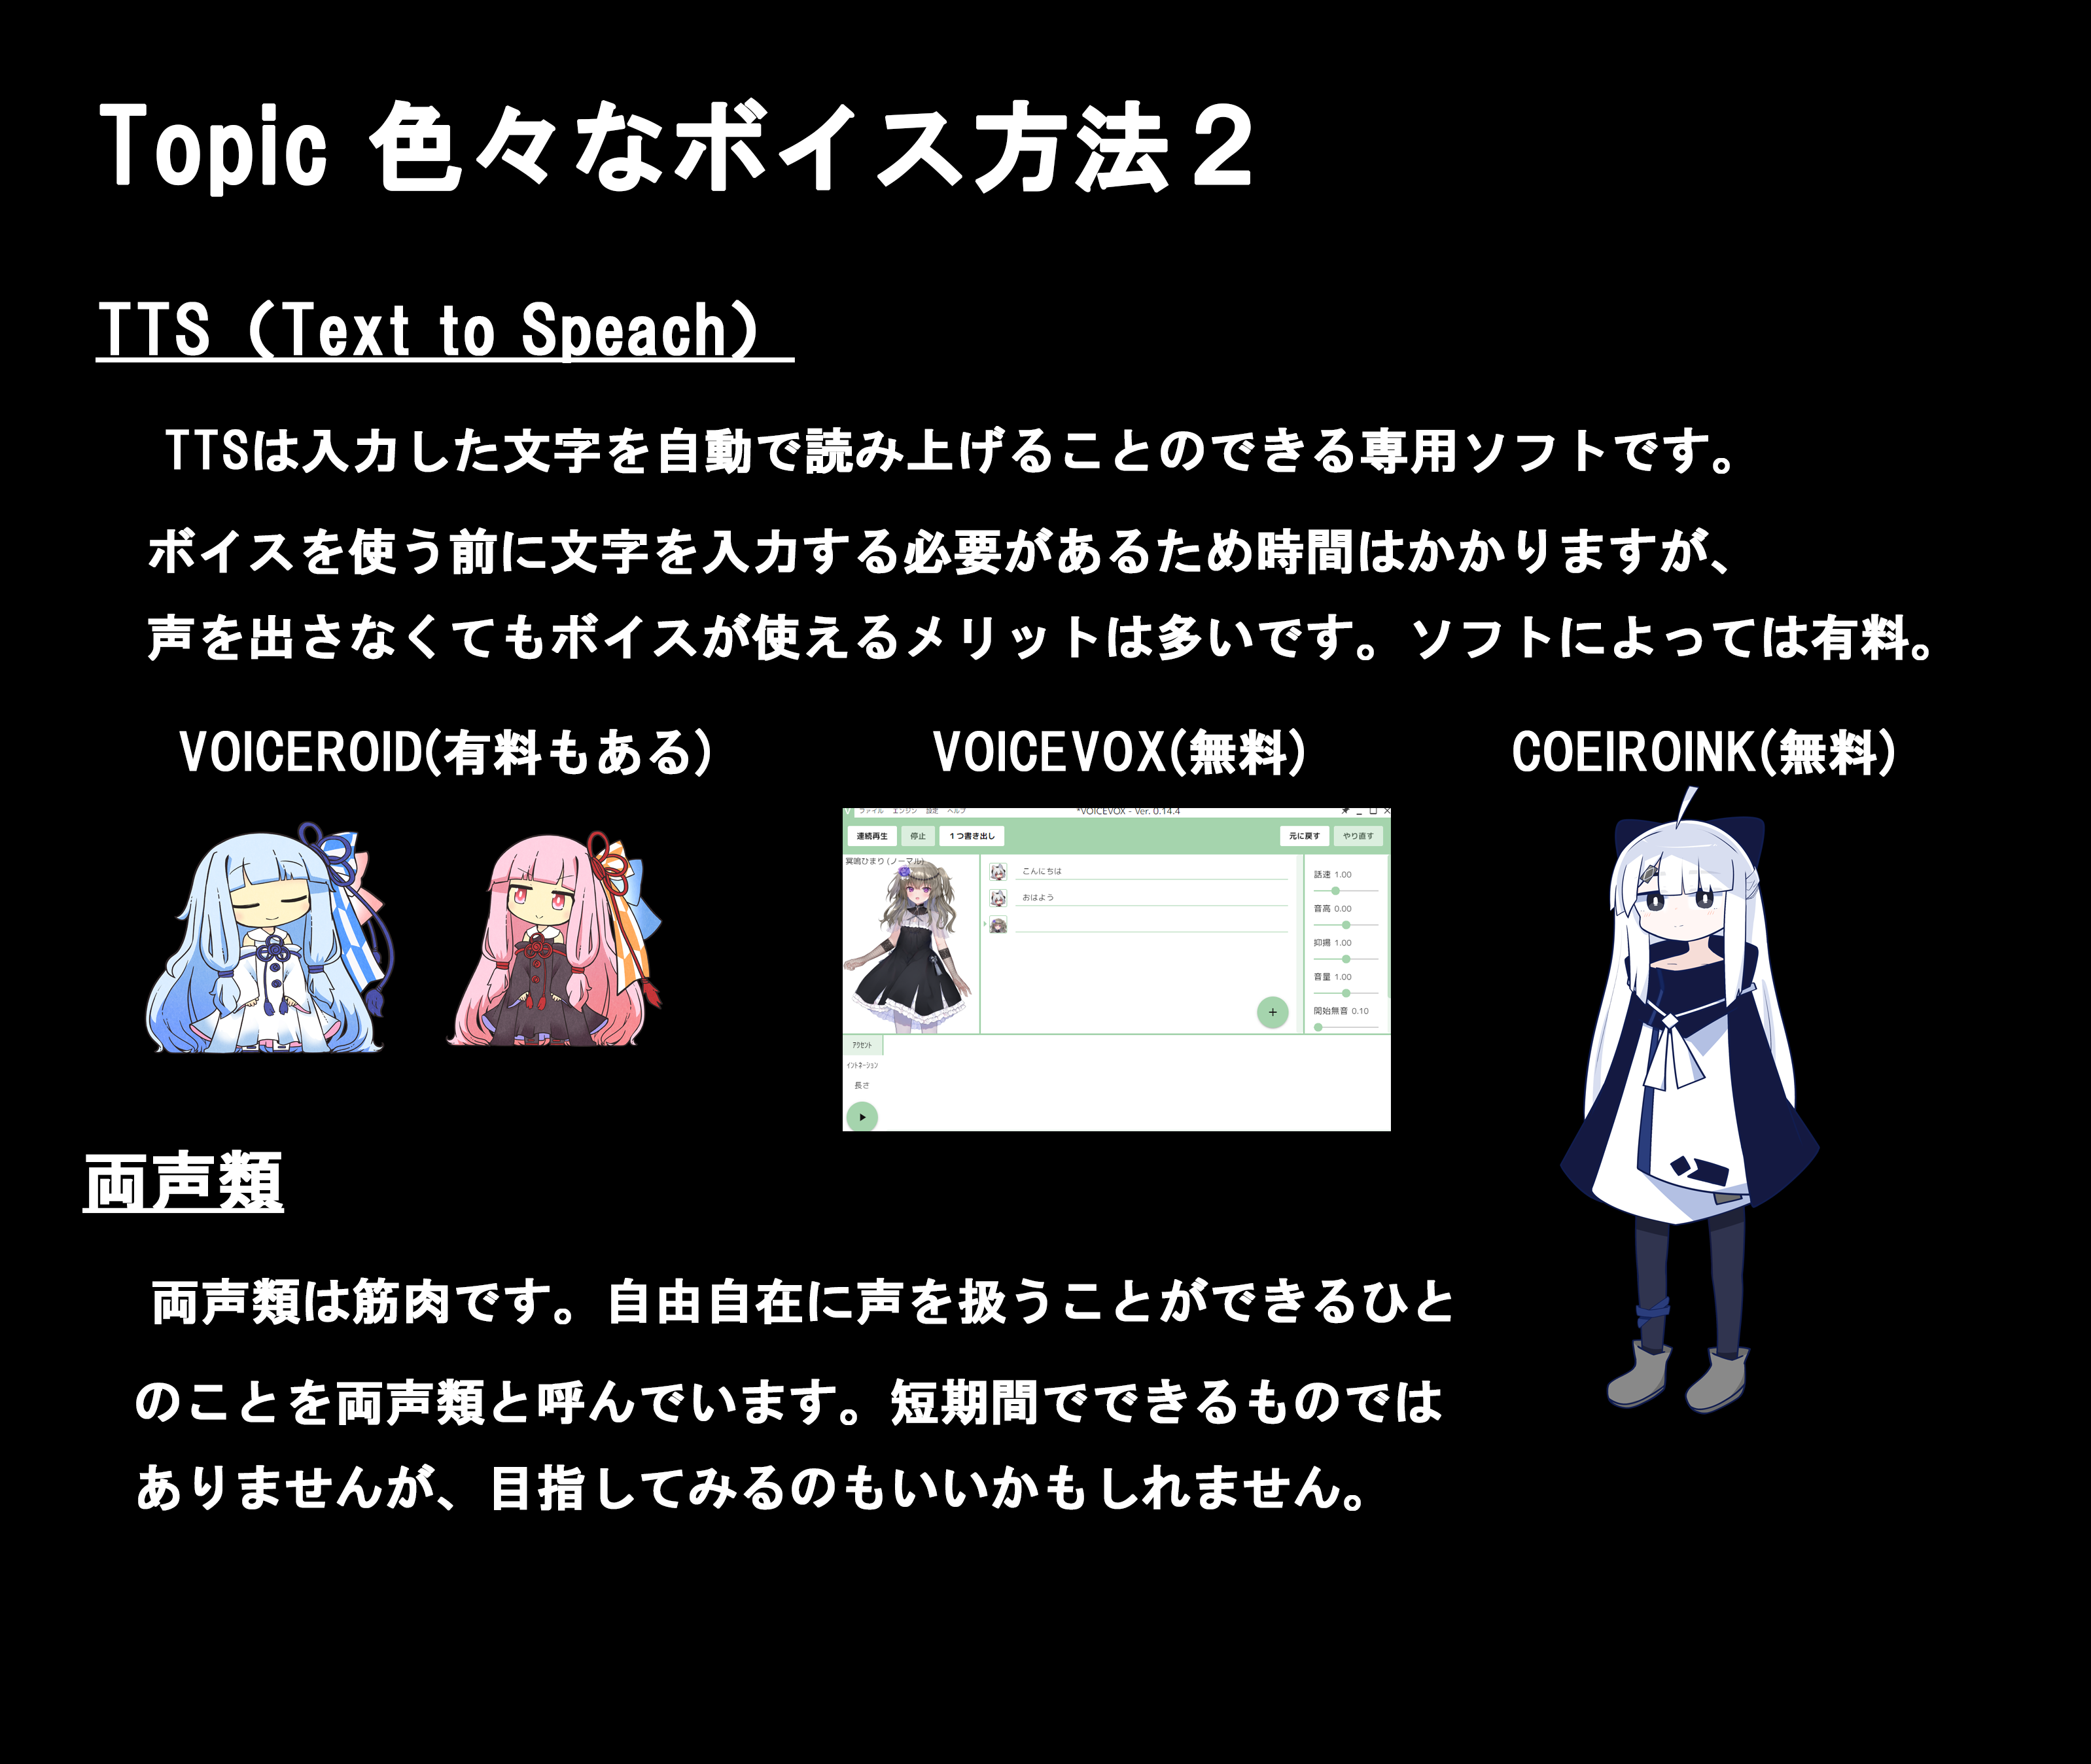 Topic 色々なボイス方法２
TTS（Text to Speach）
TTSは入力した文字を自動で読み上げることのできる専用ソフトです。
ボイスを使う前に文字を入力する必要があるため時間はかかりますが、
声を出さなくてもボイスが使えるメリットは多いです。ソフトによっては有料。
VOICEROID(有料もある)
VOICEVOX(無料)
COEIROINK(無料)
ファイル エンジン 設定 ヘルプ
*VOICEVOX - Ver. 0.14.4
連続再生 停止 １つ書き出し 元に戻す やり直す
冥鳴ひまり (ノーマル)
こんにちは
おはよう
話速 1.00
音高 0.00
抑揚 1.00
音量 1.00
開始無音 0.10
ｱｸｾﾝﾄ
ｲﾝﾄﾈｰｼｮﾝ
長さ
両声類
両声類は筋肉です。自由自在に声を扱うことができるひと
のことを両声類と呼んでいます。短期間でできるものでは
ありませんが、目指してみるのもいいかもしれません。